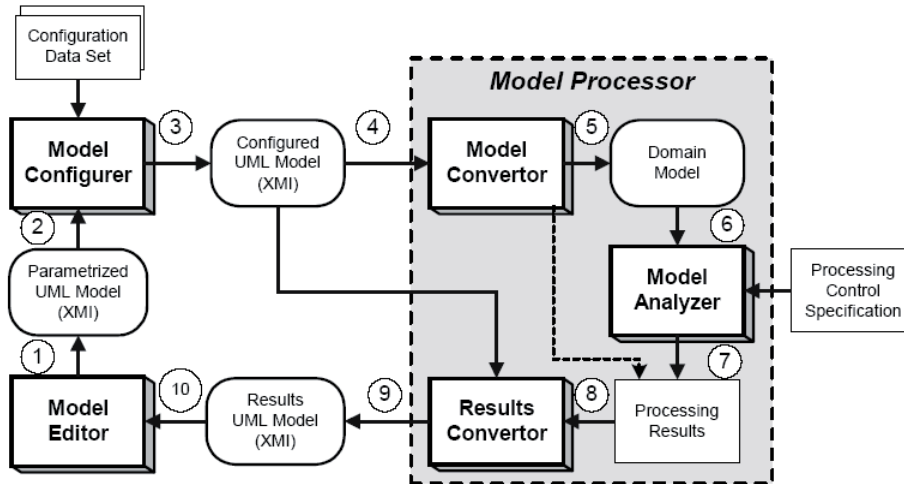 Configuration
Data Set
Model Processor
3
4
5
Model
Configurer
Configured
UML Model
(XMI)
Model
Convertor
Domain
Model
2
6
Parametrized
UML Model
(XMI)
Model
Analyzer
Processing
Control
Specification
1
10
9
8
7
Model
Editor
Results
UML Model
(XMI)
Results
Convertor
Processing
Results